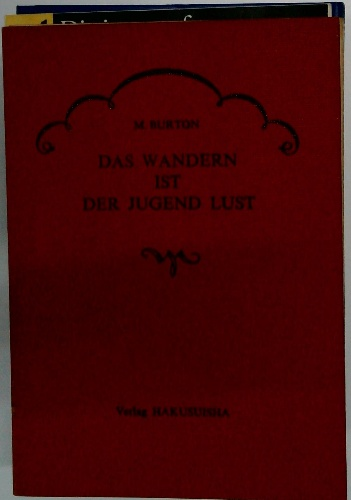 M. BURTON
DAS WANDERN
IST
DER JUGEND LUST
Verlag HAKUSUISHA